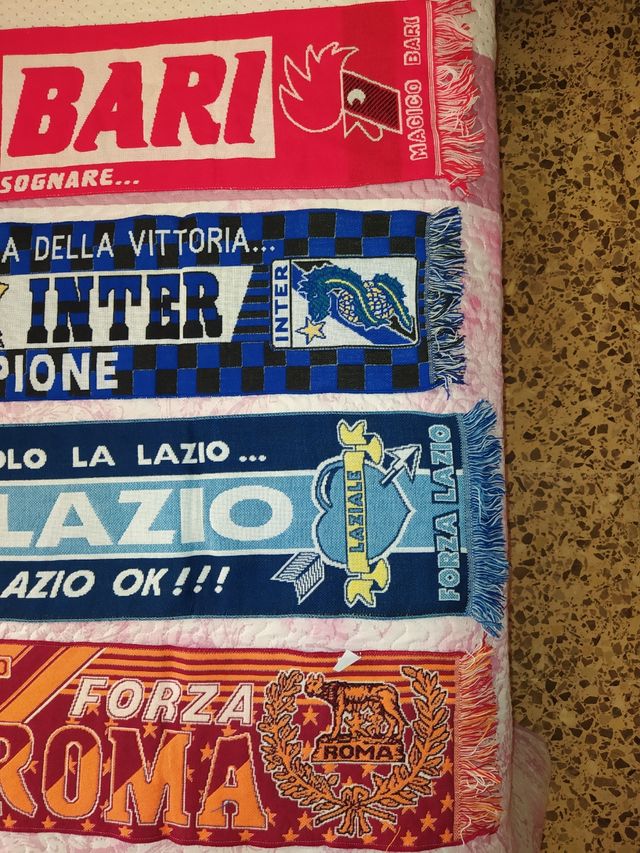 BARI
MAGICO BARI
SOGNARE...
A DELLA VITTORIA...
INTER
INTER
PIONE
OLO LA LAZIO...
LAZIO
LAZIALE
FORZA LAZIO
AZIO OK!!!
O
FORZA
ROMA
ROMA